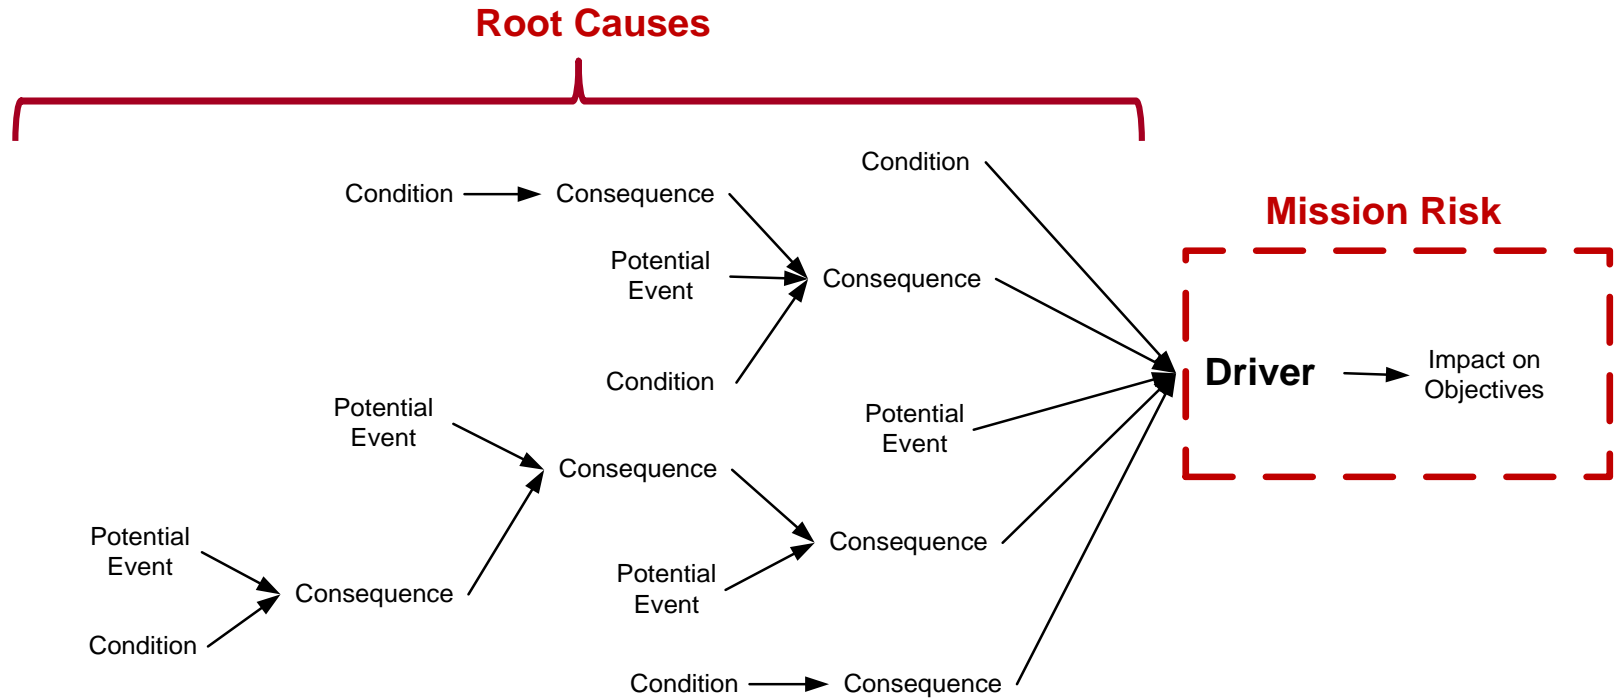 Root Causes
Condition
Condition
Consequence
Mission Risk
Potential
Event
Consequence
Driver
Impact on
Objectives
Condition
Potential
Event
Potential
Event
Consequence
Potential
Event
Consequence
Potential
Event
Consequence
Condition
Condition
Consequence